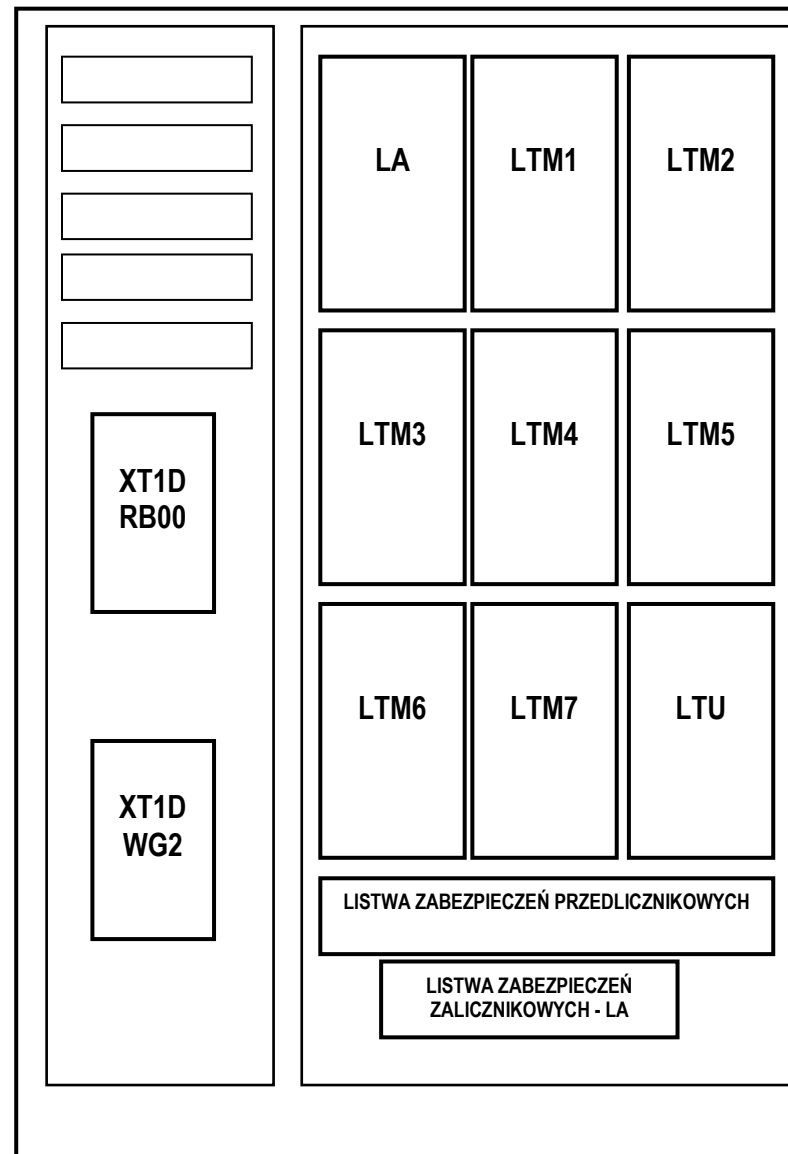 LA
LTM1
LTM2
LTM3
LTM4
LTM5
XT1D
RB00
LTM6
LTM7
LTU
XT1D
WG2
LISTWA ZABEZPIECZEŃ PRZEDLICZNIKOWYCH
LISTWA ZABEZPIECZEŃ
ZALICZNIKOWYCH - LA